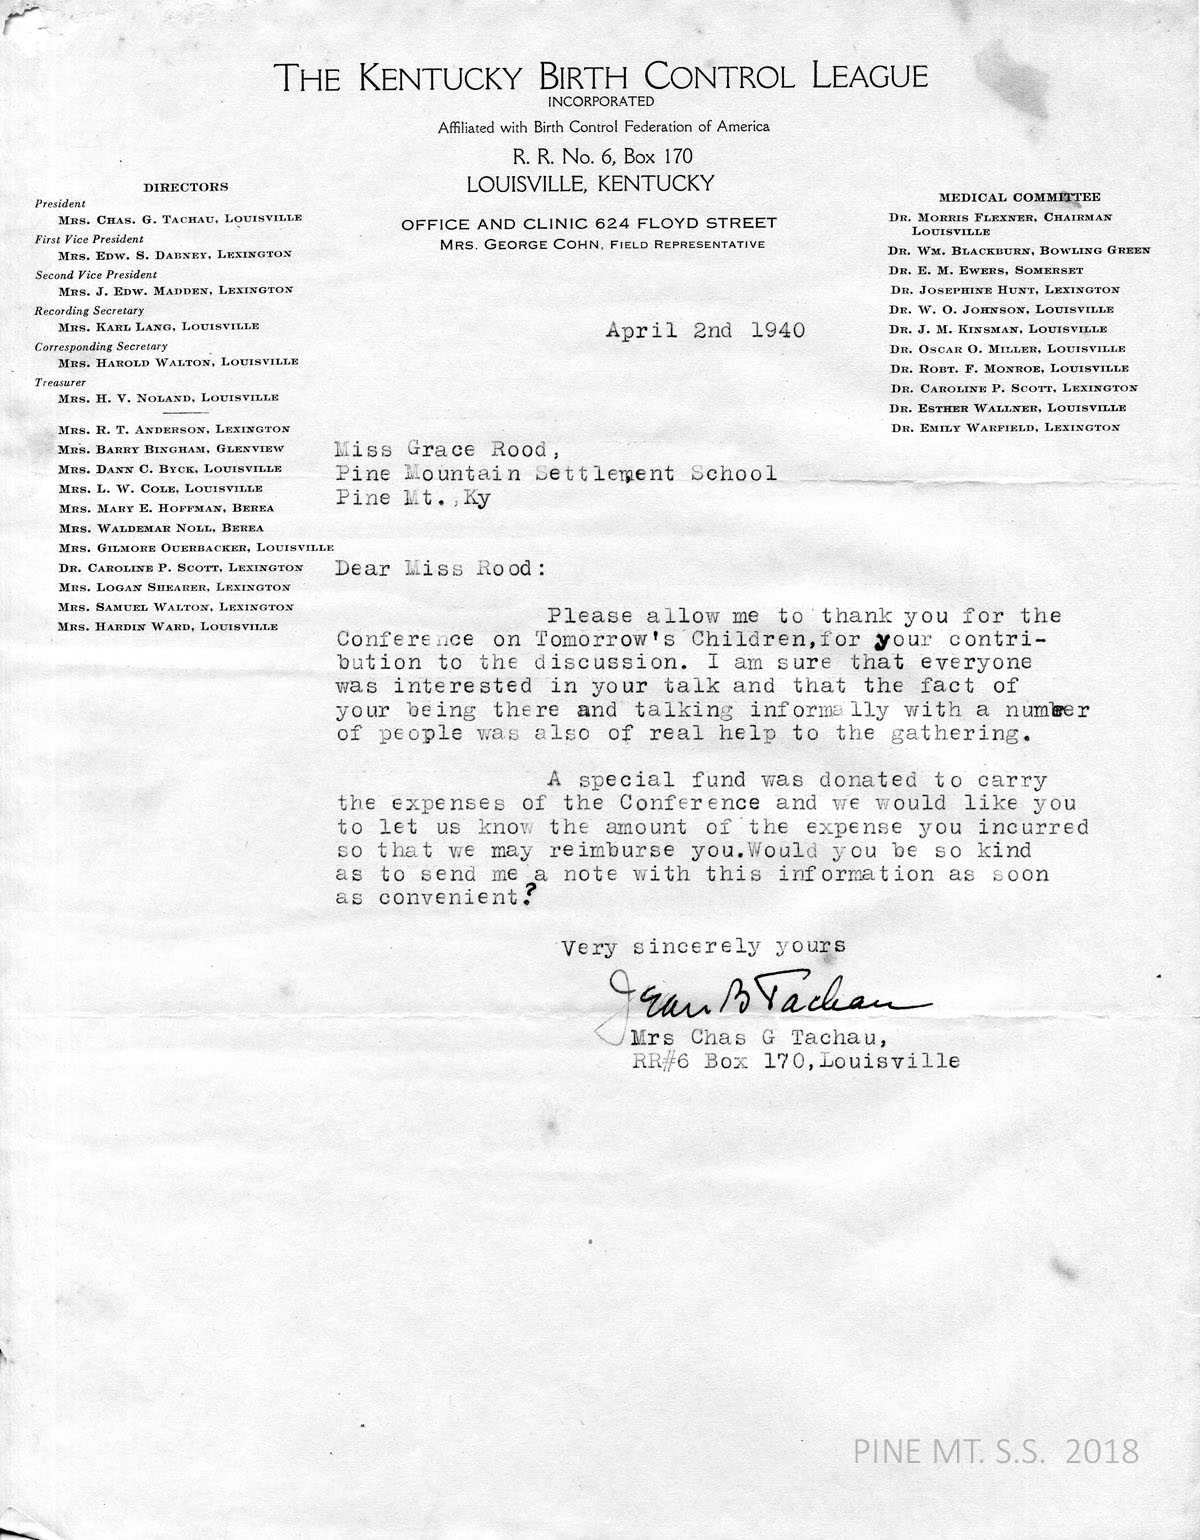 THE KENTUCKY BIRTH CONTROL LEAGUE
INCORPORATED
Affiliated with Birth Control Federation of America
R. R. No. 6, Box 170
LOUISVILLE, KENTUCKY
OFFICE AND CLINIC 624 FLOYD STREET
MRS. GEORGE COHN, FIELD REPRESENTATIVE
DIRECTORS
President
MRS. CHAS. G. TACHAU, LOUISVILLE
First Vice President
MRS. EDW. S. DABNEY, LEXINGTON
Second Vice President
MRS. J. EDW. MADDEN, LEXINGTON
Recording Secretary
MRS. KARL LANG, LOUISVILLE
Corresponding Secretary
MRS. HAROLD WALTON, LOUISVILLE
Treasurer
MRS. H. V. NOLAND, LOUISVILLE
MRS. R. T. ANDERSON, LEXINGTON
MRS. BARRY BINGHAM, GLENVIEW
MRS. DANN C. BYCK, LOUISVILLE
MRS. L. W. COLE, LOUISVILLE
MRS. MARY E. HOFFMAN, BEREA
MRS. WALDEMAR NOLL, BEREA
MRS. GILMORE OUERBACKER, LOUISVILLE
DR. CAROLINE P. SCOTT, LEXINGTON
MRS. LOGAN SHEARER, LEXINGTON
MRS. SAMUEL WALTON, LEXINGTON
MRS. HARDIN WARD, LOUISVILLE
MEDICAL COMMITTEE
DR. MORRIS FLEXNER, CHAIRMAN
LOUISVILLE
DR. WM. BLACKBURN, BOWLING GREEN
DR. E. M. EWERS, SOMERSET
DR. JOSEPHINE HUNT, LEXINGTON
DR. W. O. JOHNSON, LOUISVILLE
DR. J. M. KINSMAN, LOUISVILLE
DR. OSCAR O. MILLER, LOUISVILLE
DR. ROBT. F. MONROE, LOUISVILLE
DR. CAROLINE P. SCOTT, LEXINGTON
DR. ESTHER WALLNER, LOUISVILLE
DR. EMILY WARFIELD, LEXINGTON
April 2nd 1940
Miss Grace Rood,
Pine Mountain Settlement School
Pine Mt.,Ky
Dear Miss Rood:
Please allow me to thank you for the
Conference on Tomorrow's Children,for your contri-
bution to the discussion. I am sure that everyone
was interested in your talk and that the fact of
your being there and talking informally with a number
of people was also of real help to the gathering.
A special fund was donated to carry
the expenses of the Conference and we would like you
to let us know the amount of the expense you incurred
so that we may reimburse you.Would you be so kind
as to send me a note with this information as soon
as convenient?
Very sincerely yours
Jean B Tachau
Mrs Chas G Tachau,
RR#6 Box 170,Louisville
PINE MT. S.S. 2018